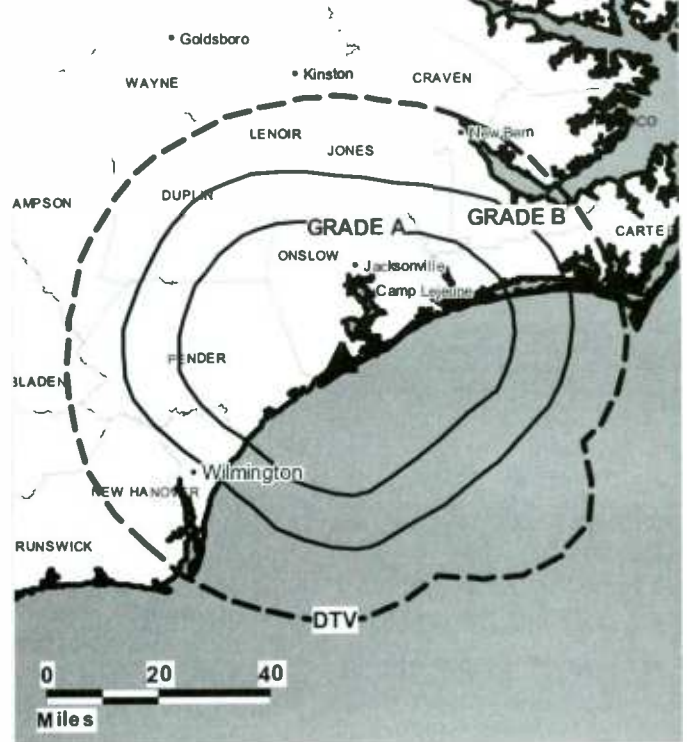 Goldsboro
Kinston
WAYNE
CRAVEN
New Bern
CO
LENOIR
JONES
DUPLIN
AMPSON
GRADE B
GRADE A
CARTE
ONSLOW
Jacksonville
Camp Lejeune
PENDER
BLADEN
Wilmington
NEW HANOVER
RUNSWICK
DTV
0 20 40
Miles